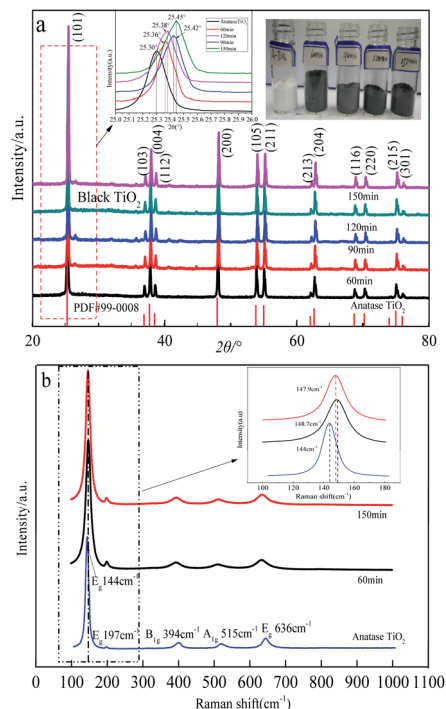 a
Intensity/a.u.
(101)
Intensity(a.u.)
25.45°
25.38°
25.42°
25.36°
25.30°
AnataseTiO2
60min
120min
90min
150min
25.0 25.1 25.2 25.3 25.4 25.5 25.6 25.7 25.8 25.9 26.0
2θ(°)
(103)
(004)
(112)
(200)
(105)
(211)
(213)
(204)
(116)
(220)
(215)
(301)
Black TiO2
150min
120min
90min
60min
PDF#99-0008
Anatase TiO2
20 30 40 50 60 70 80
2θ/°
b
Intensity/a.u.
147.9cm-1
148.7cm-1
144cm-1
Intensity(a.u.)
100 120 140 160 180
Raman shift(cm-1)
150min
60min
Eg 144cm-1
Eg 197cm-1
B1g 394cm-1
A1g 515cm-1
Eg 636cm-1
Anatase TiO2
0 100 200 300 400 500 600 700 800 900 1000 1100
Raman shift(cm-1)